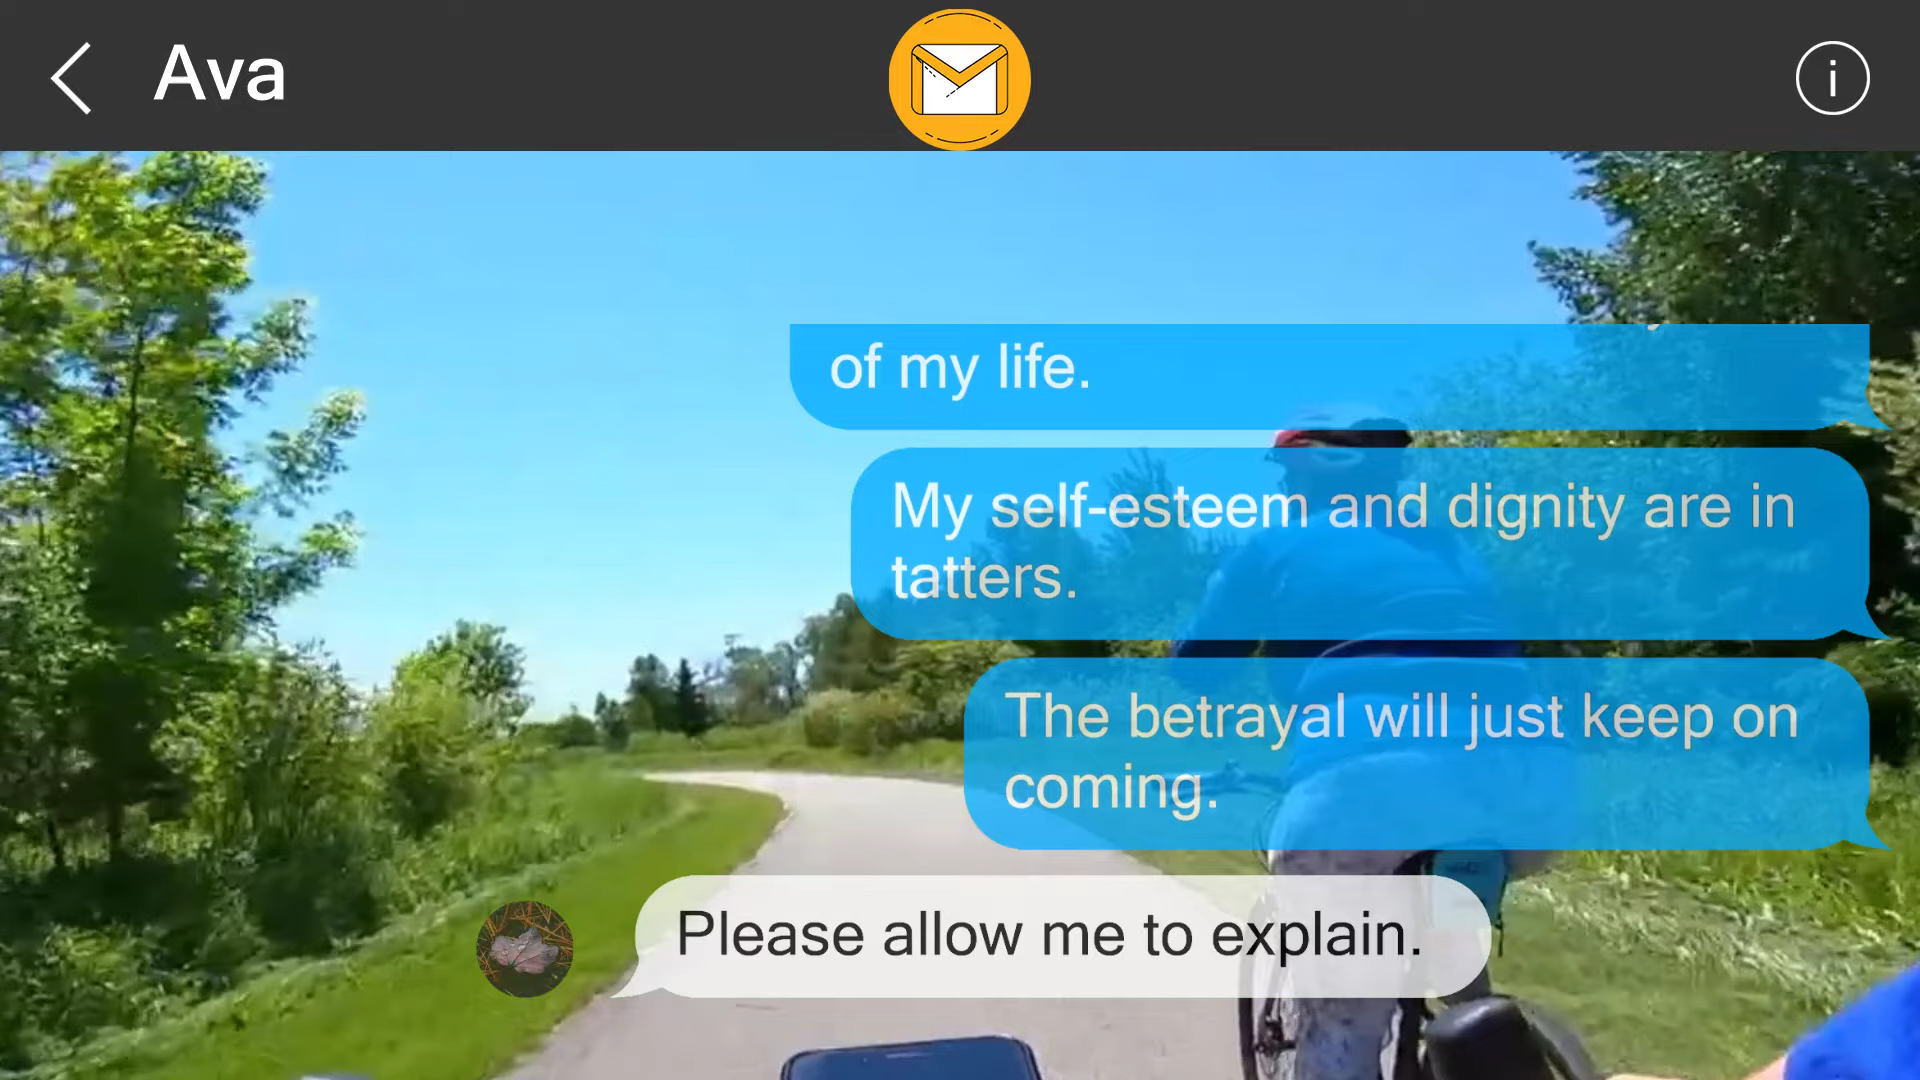 Ava
of my life.
My self-esteem and dignity are in
tatters.
The betrayal will just keep on
coming.
Please allow me to explain.